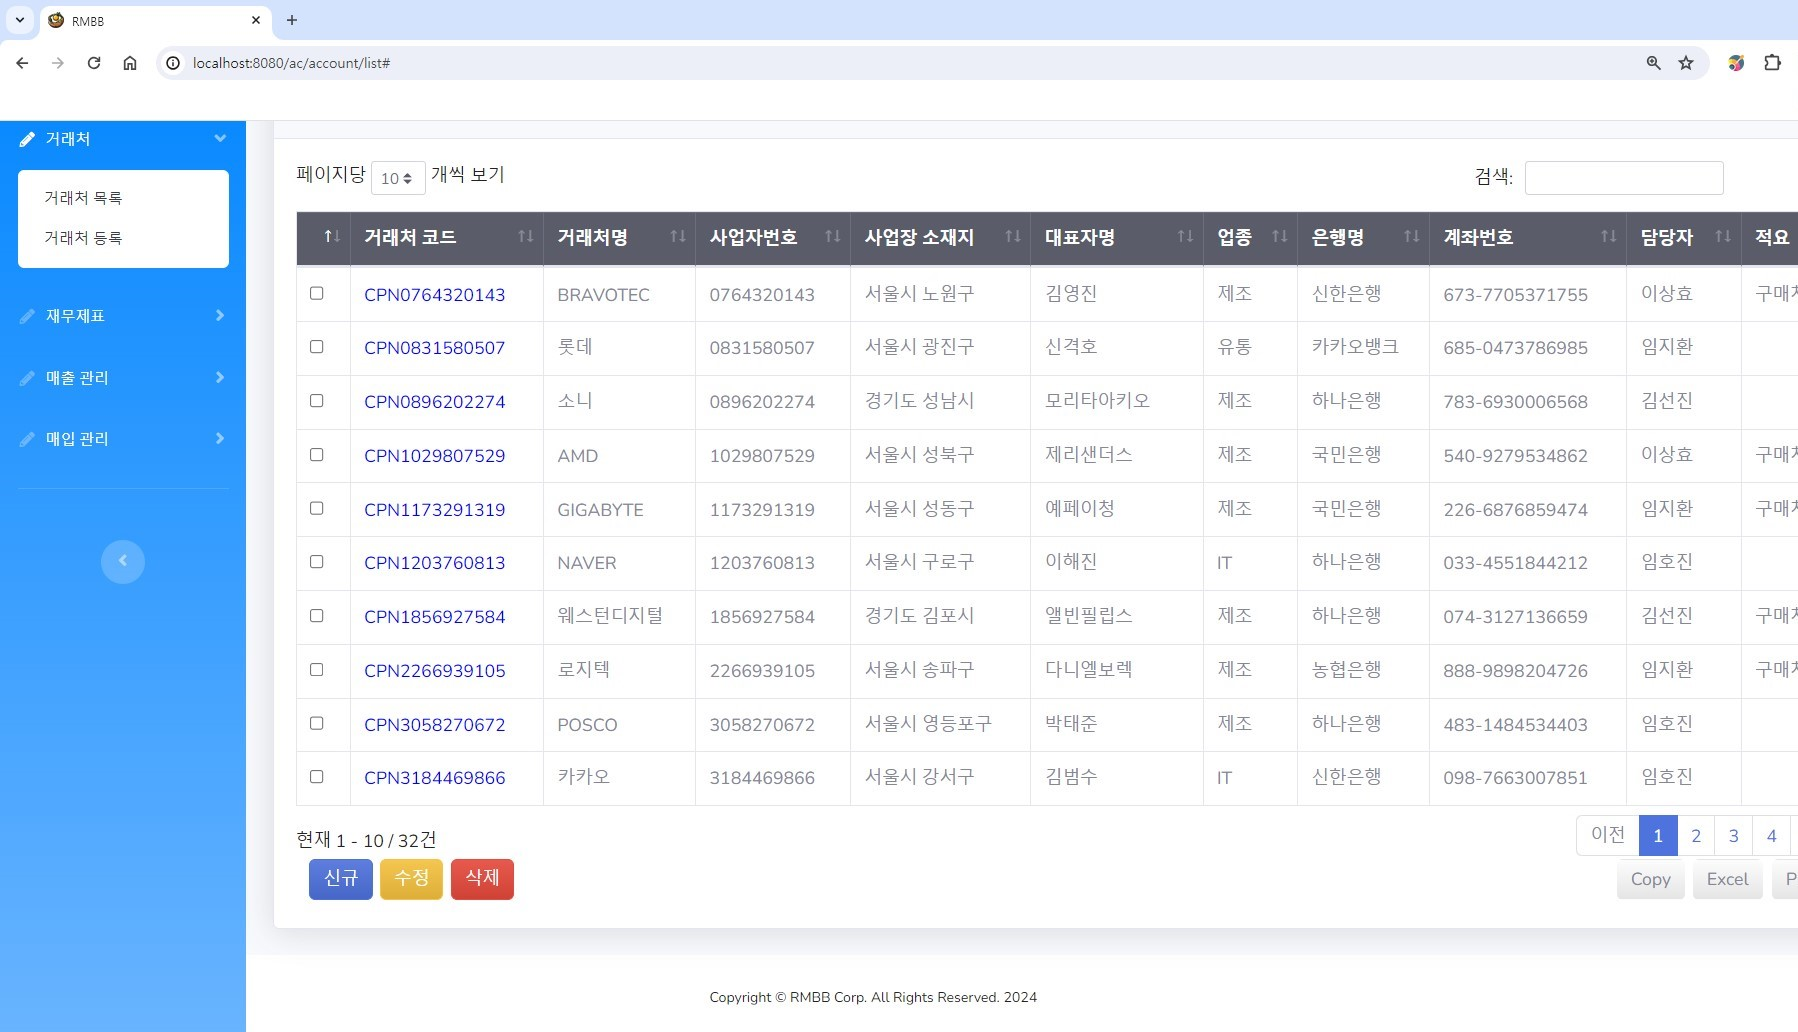 RMBB
localhost:8080/ac/account/list#
거래처
거래처 목록
거래처 등록
재무제표
매출 관리
매입 관리
페이지당 10 개씩 보기
검색:
거래처 코드 거래처명 사업자번호 사업장 소재지 대표자명 업종 은행명 계좌번호 담당자 적요
CPN0764320143 BRAVOTEC 0764320143 서울시 노원구 김영진 제조 신한은행 673-7705371755 이상효 구매
CPN0831580507 롯데 0831580507 서울시 광진구 신격호 유통 카카오뱅크 685-0473786985 임지환
CPN0896202274 소니 0896202274 경기도 성남시 모리타아키오 제조 하나은행 783-6930006568 김선진
CPN1029807529 AMD 1029807529 서울시 성북구 제리샌더스 제조 국민은행 540-9279534862 이상효 구매
CPN1173291319 GIGABYTE 1173291319 서울시 성동구 예페이청 제조 국민은행 226-6876859474 임지환 구매
CPN1203760813 NAVER 1203760813 서울시 구로구 이해진 IT 하나은행 033-4551844212 임호진
CPN1856927584 웨스턴디지털 1856927584 경기도 김포시 앨빈필립스 제조 하나은행 074-3127136659 김선진 구매
CPN2266939105 로지텍 2266939105 서울시 송파구 다니엘보렉 제조 농협은행 888-9898204726 임지환 구매
CPN3058270672 POSCO 3058270672 서울시 영등포구 박태준 제조 하나은행 483-1484534403 임호진
CPN3184469866 카카오 3184469866 서울시 강서구 김범수 IT 신한은행 098-7663007851 임호진
현재 1 - 10 / 32건
이전 1 2 3 4
신규 수정 삭제
Copy Excel P
Copyright © RMBB Corp. All Rights Reserved. 2024